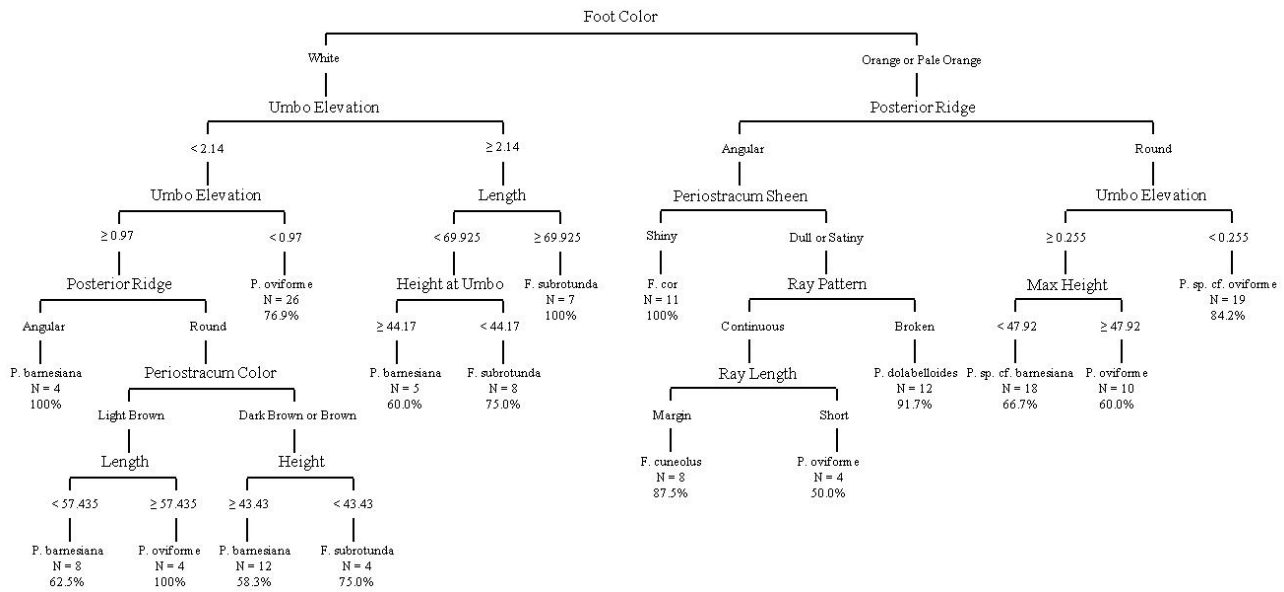 Foot Color
White
Orange or Pale Orange
Umbo Elevation
Posterior Ridge
< 2.14
≥ 2.14
Angular
Round
Umbo Elevation
Length
Periostracum Sheen
Umbo Elevation
≥ 0.97
< 0.97
< 69.925
≥ 69.925
Shiny
Dull or Satiny
≥ 0.255
< 0.255
Posterior Ridge
P. oviforme
N = 26
76.9%
Height at Umbo
F. subrotunda
N = 7
100%
F. cor
N = 11
100%
Ray Pattern
Max Height
P. sp. cf. oviforme
N = 19
84.2%
Angular
Round
≥ 44.17
< 44.17
Continuous
Broken
< 47.92
≥ 47.92
P. barnesiana
N = 4
100%
Periostracum Color
P. barnesiana
N = 5
60.0%
F. subrotunda
N = 8
75.0%
Ray Length
P. dolabelloides
N = 12
91.7%
P. sp. cf. barnesiana
N = 18
66.7%
P. oviforme
N = 10
60.0%
Light Brown
Dark Brown or Brown
Margin
Short
Length
Height
F. cuneolus
N = 8
87.5%
P. oviforme
N = 4
50.0%
< 57.435
≥ 57.435
≥ 43.43
< 43.43
P. barnesiana
N = 8
62.5%
P. oviforme
N = 4
100%
P. barnesiana
N = 12
58.3%
F. subrotunda
N = 4
75.0%